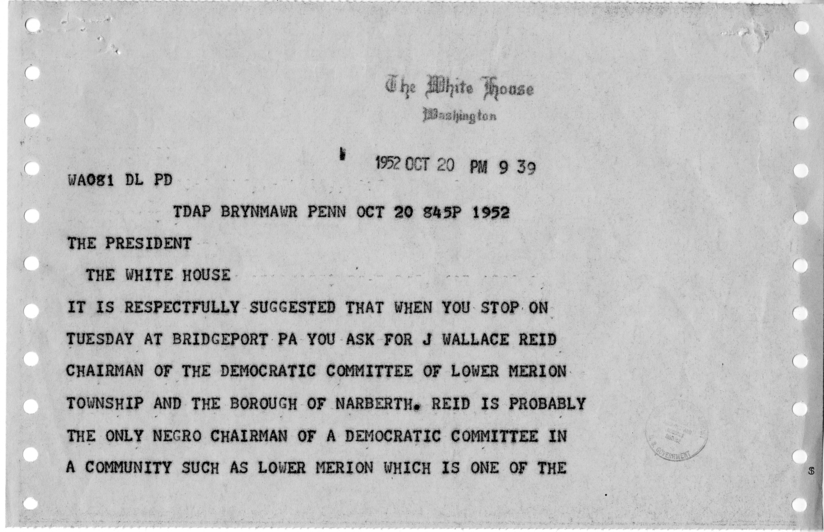 The White House
Washington
1952 OCT 20 PM 9 39
WA081 DL PD
TDAP BRYNMAWR PENN OCT 20 845P 1952
THE PRESIDENT
THE WHITE HOUSE
IT IS RESPECTFULLY SUGGESTED THAT WHEN YOU STOP ON
TUESDAY AT BRIDGEPORT PA YOU ASK FOR J WALLACE REID
CHAIRMAN OF THE DEMOCRATIC COMMITTEE OF LOWER MERION
TOWNSHIP AND THE BOROUGH OF NARBERTH. REID IS PROBABLY
THE ONLY NEGRO CHAIRMAN OF A DEMOCRATIC COMMITTEE IN
A COMMUNITY SUCH AS LOWER MERION WHICH IS ONE OF THE
$